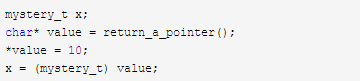 mystery_t x;
char* value = return_a_pointer();
*value = 10;
x = (mystery_t) value;